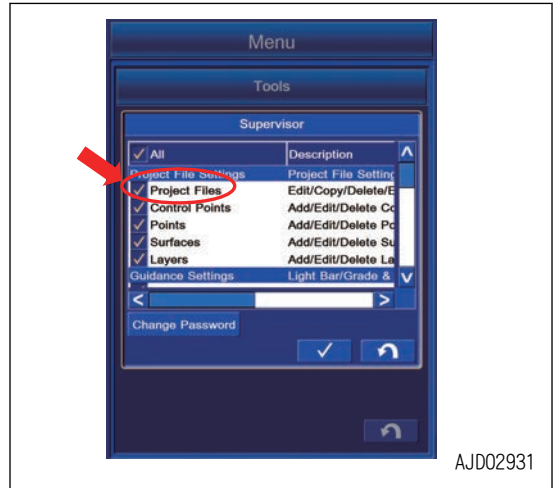 Menu
Tools
Supervisor
All Description
Project File Settings Project File Setting
Project Files Edit/Copy/Delete/E
Control Points Add/Edit/Delete Co
Points Add/Edit/Delete Po
Surfaces Add/Edit/Delete Su
Layers Add/Edit/Delete La
Guidance Settings Light Bar/Grade &
Change Password
AJD02931